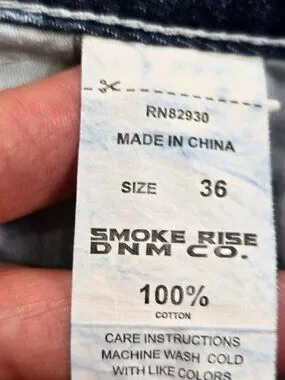 RN82930
MADE IN CHINA
SIZE 36
SMOKE RISE
DNM CO.
100%
COTTON
CARE INSTRUCTIONS
MACHINE WASH COLD
WITH LIKE COLORS